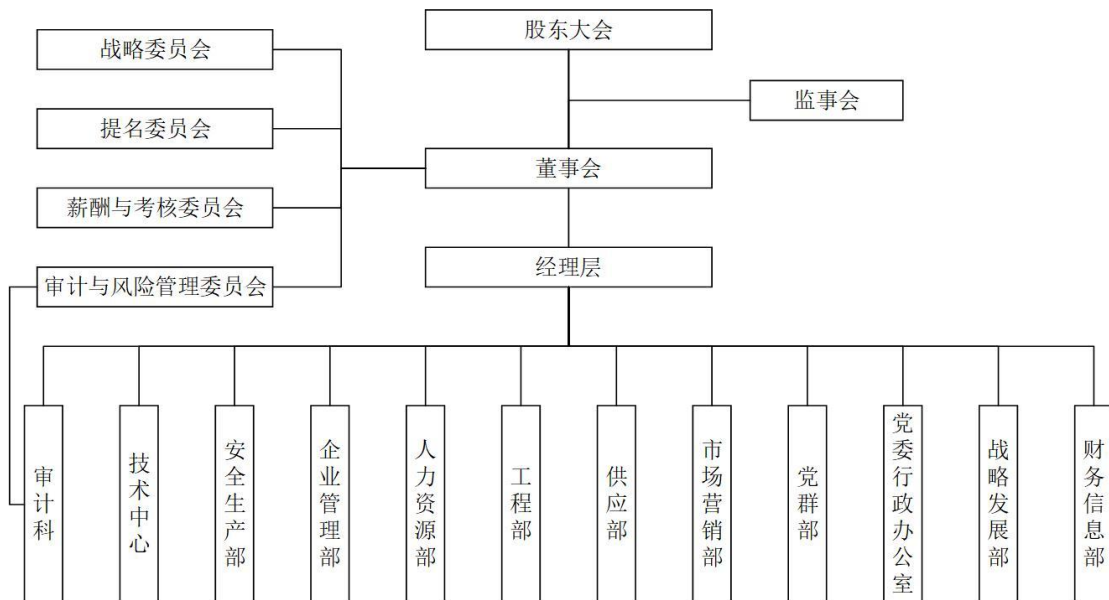 股东大会
战略委员会
监事会
提名委员会
董事会
薪酬与考核委员会
经理层
审计与风险管理委员会
审计科
技术中心
安全生产部
企业管理部
人力资源部
工程部
供应部
市场营销部
党群部
党委行政办公室
战略发展部
财务信息部